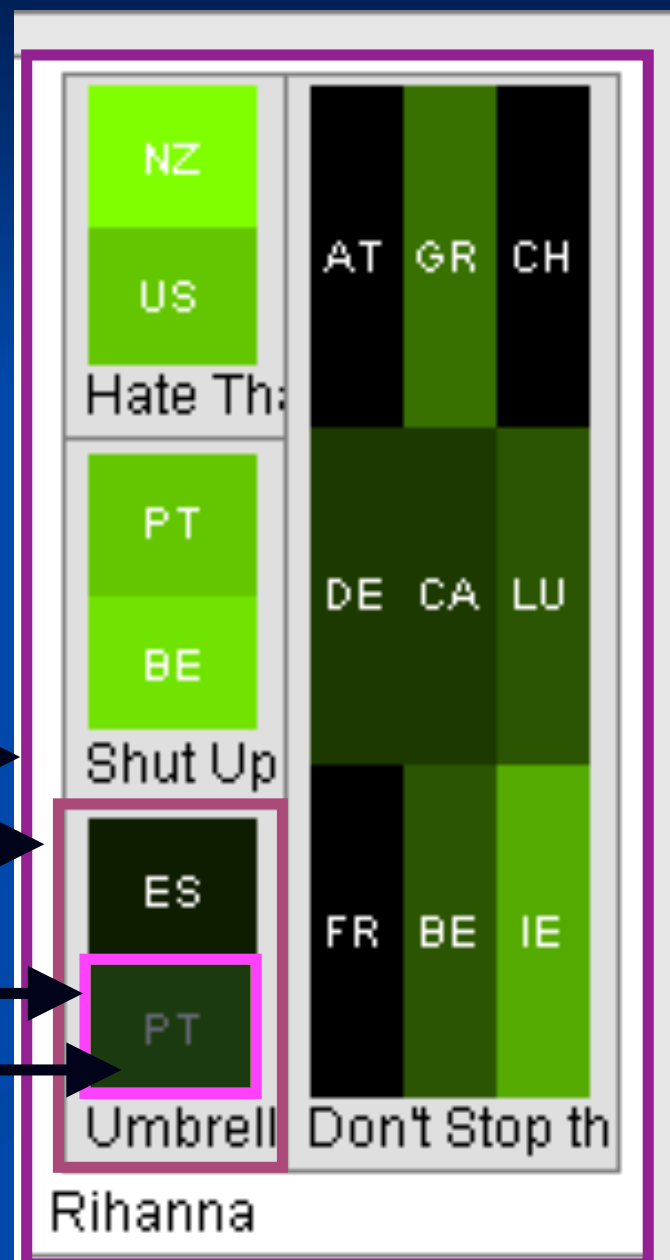 NZ
US
Hate Tha
PT
BE
Shut Up
ES
PT
Umbrell
AT GR CH
DE CA LU
FR BE IE
Don't Stop th
Rihanna